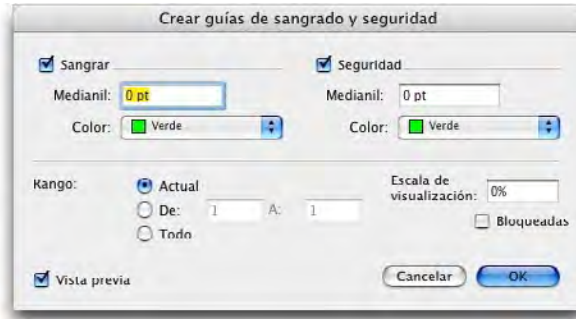 Crear guías de sangrado y seguridad
Sangrar
Seguridad
Medianil: 0 pt
Medianil: 0 pt
Color: Verde
Color: Verde
Rango:
Actual
De: 1 A: 1
Todo
Escala de
visualización: 0%
Bloqueadas
Vista previa
Cancelar
OK